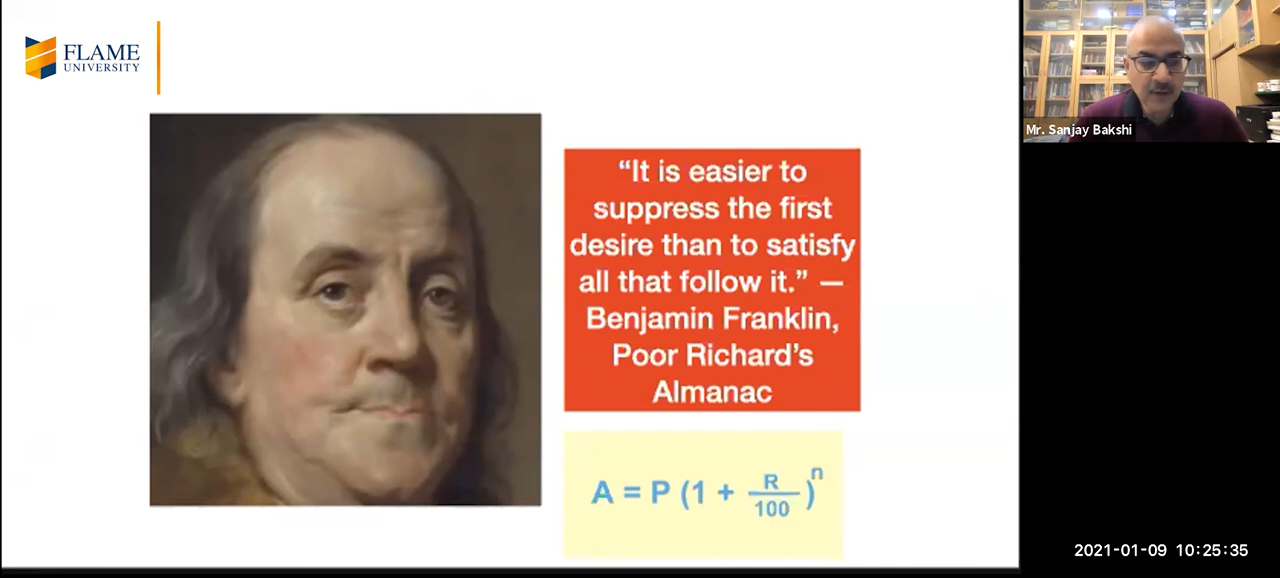 FLAME
UNIVERSITY
“It is easier to
suppress the first
desire than to satisfy
all that follow it.” —
Benjamin Franklin,
Poor Richard’s
Almanac
A = P (1 + R/100)^n
Mr. Sanjay Bakshi
2021-01-09 10:25:35